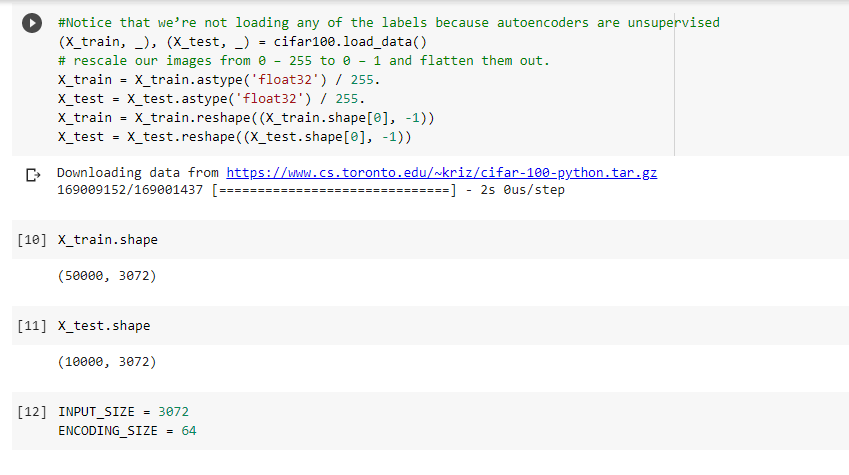 #Notice that we’re not loading any of the labels because autoencoders are unsupervised
(X_train, _), (X_test, _) = cifar100.load_data()
# rescale our images from 0 – 255 to 0 – 1 and flatten them out.
X_train = X_train.astype('float32') / 255.
X_test = X_test.astype('float32') / 255.
X_train = X_train.reshape((X_train.shape[0], -1))
X_test = X_test.reshape((X_test.shape[0], -1))
Downloading data from https://www.cs.toronto.edu/~kriz/cifar-100-python.tar.gz
169009152/169001437 [==============================] - 2s 0us/step
[10] X_train.shape
(50000, 3072)
[11] X_test.shape
(10000, 3072)
[12] INPUT_SIZE = 3072
ENCODING_SIZE = 64